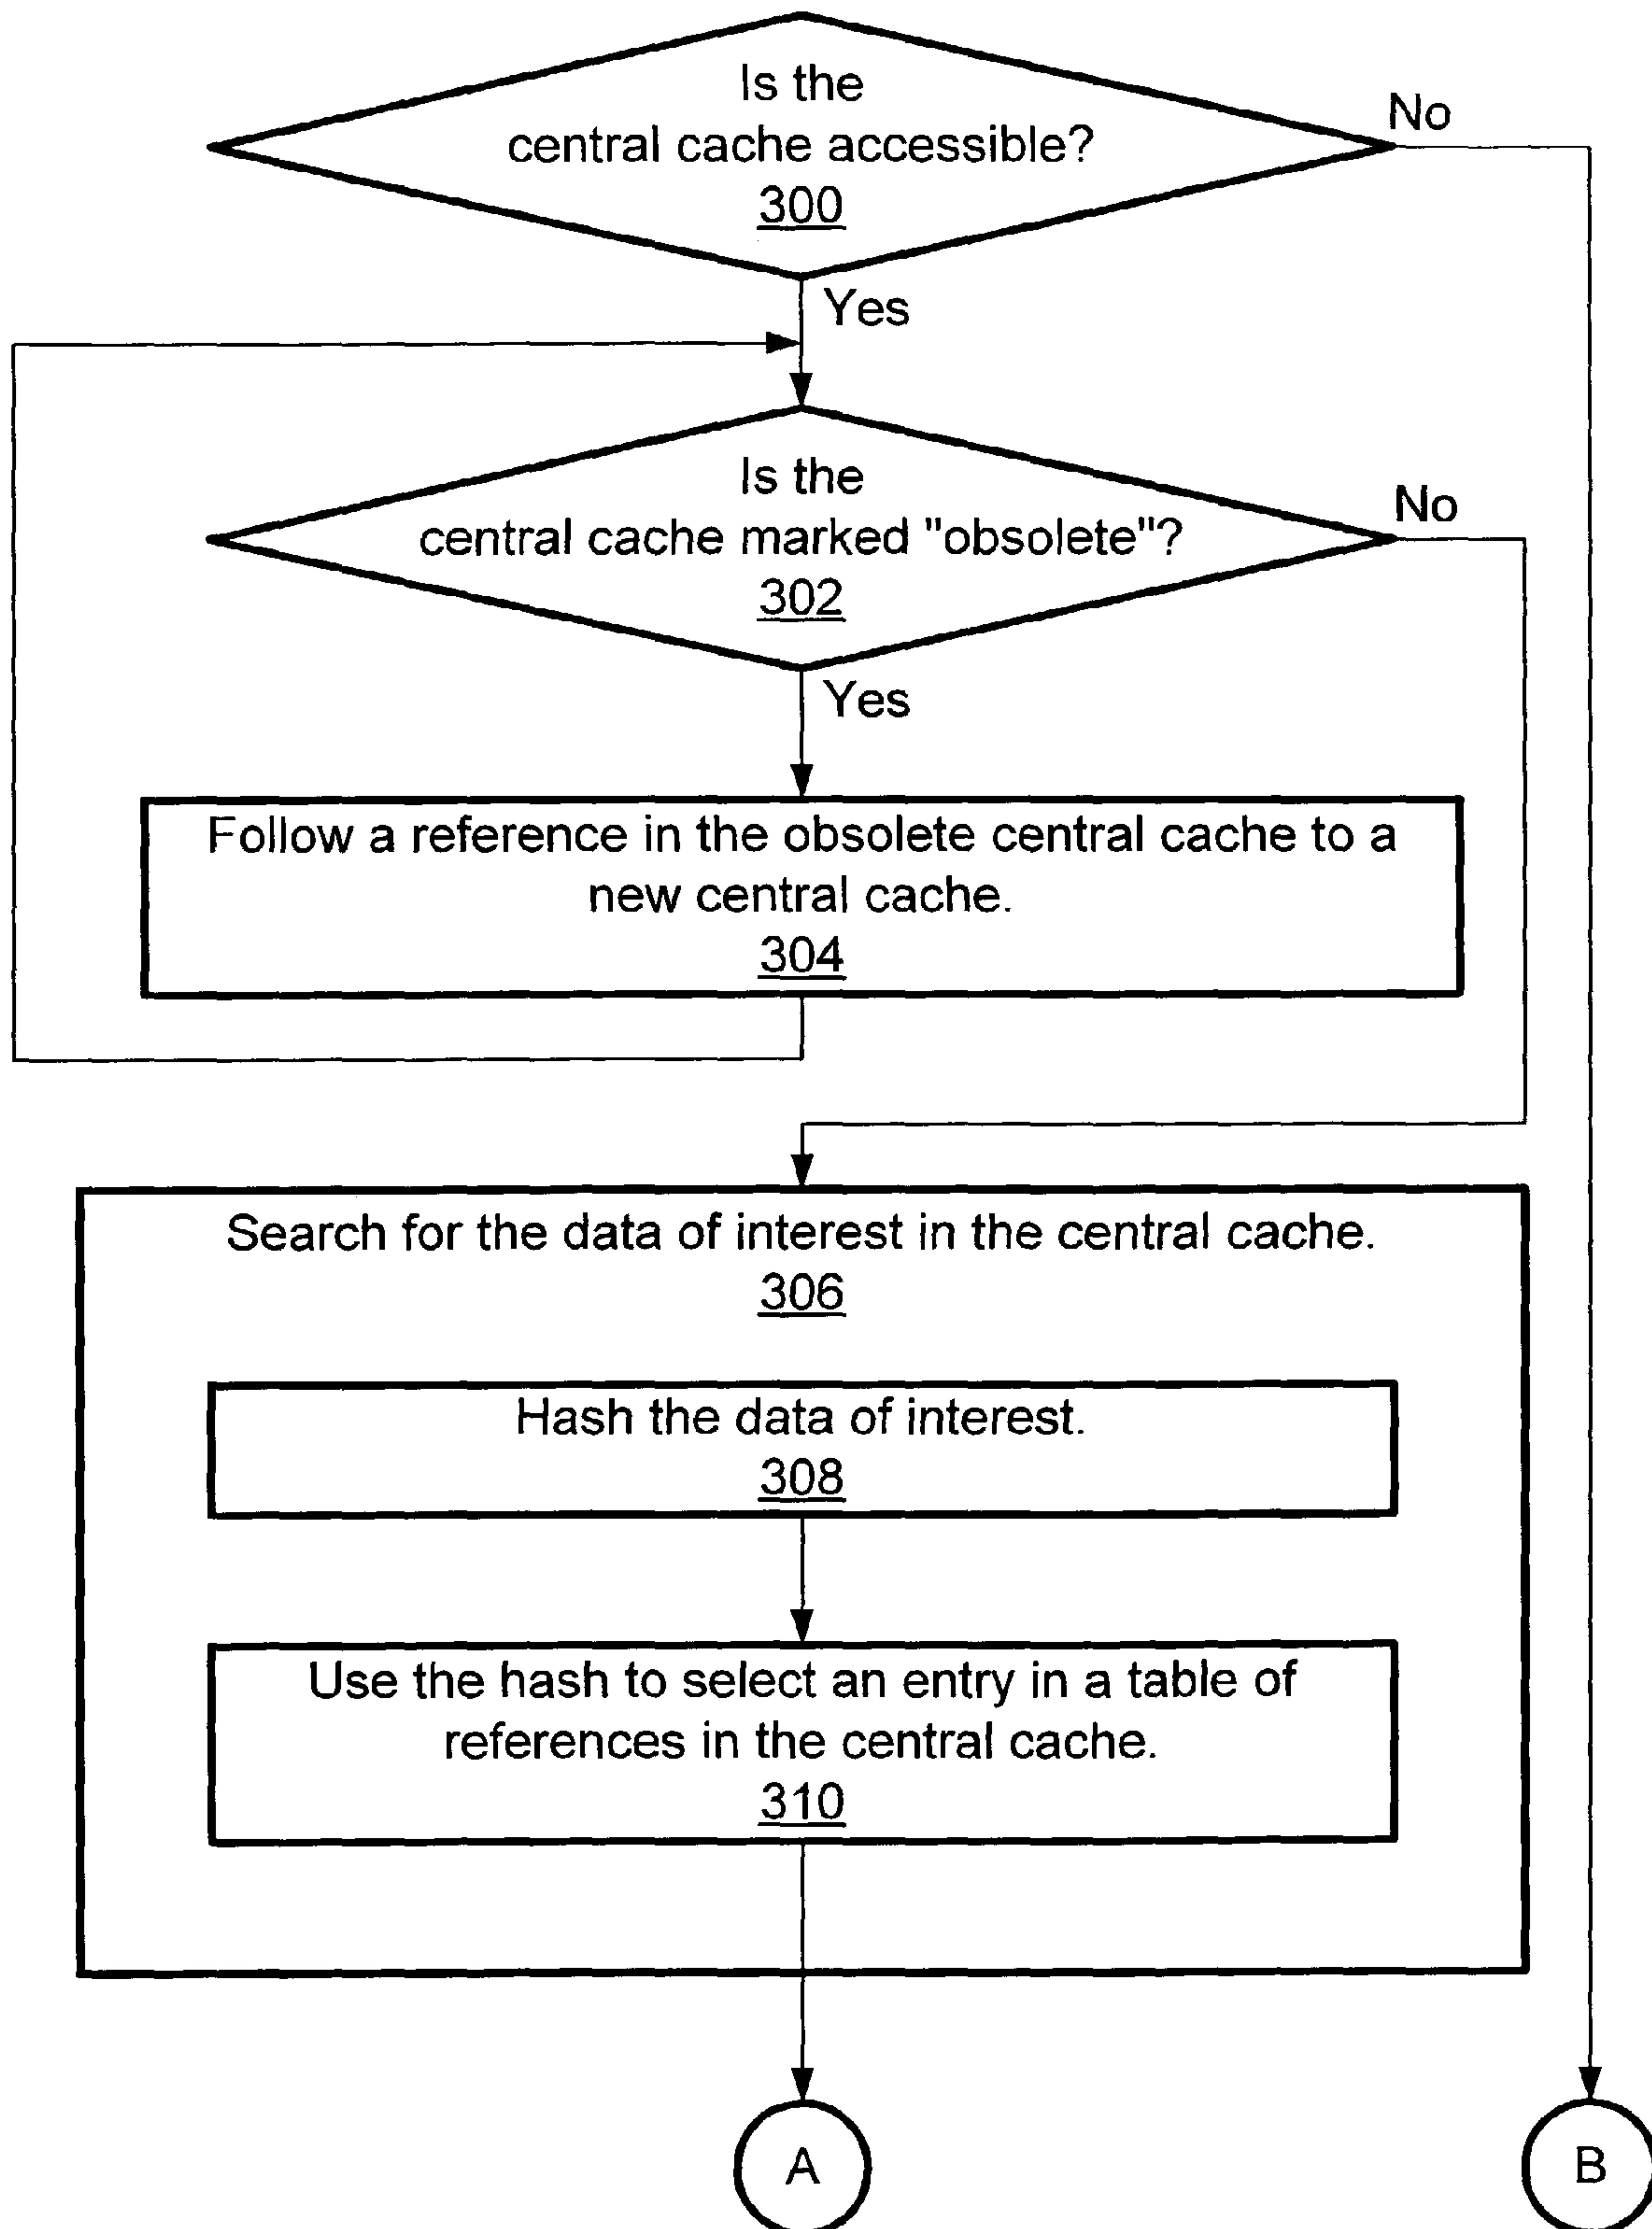 Is the
central cache accessible?
300
No
Yes
Is the
central cache marked "obsolete"?
302
No
Yes
Follow a reference in the obsolete central cache to a
new central cache.
304
Search for the data of interest in the central cache.
306
Hash the data of interest.
308
Use the hash to select an entry in a table of
references in the central cache.
310
A
B